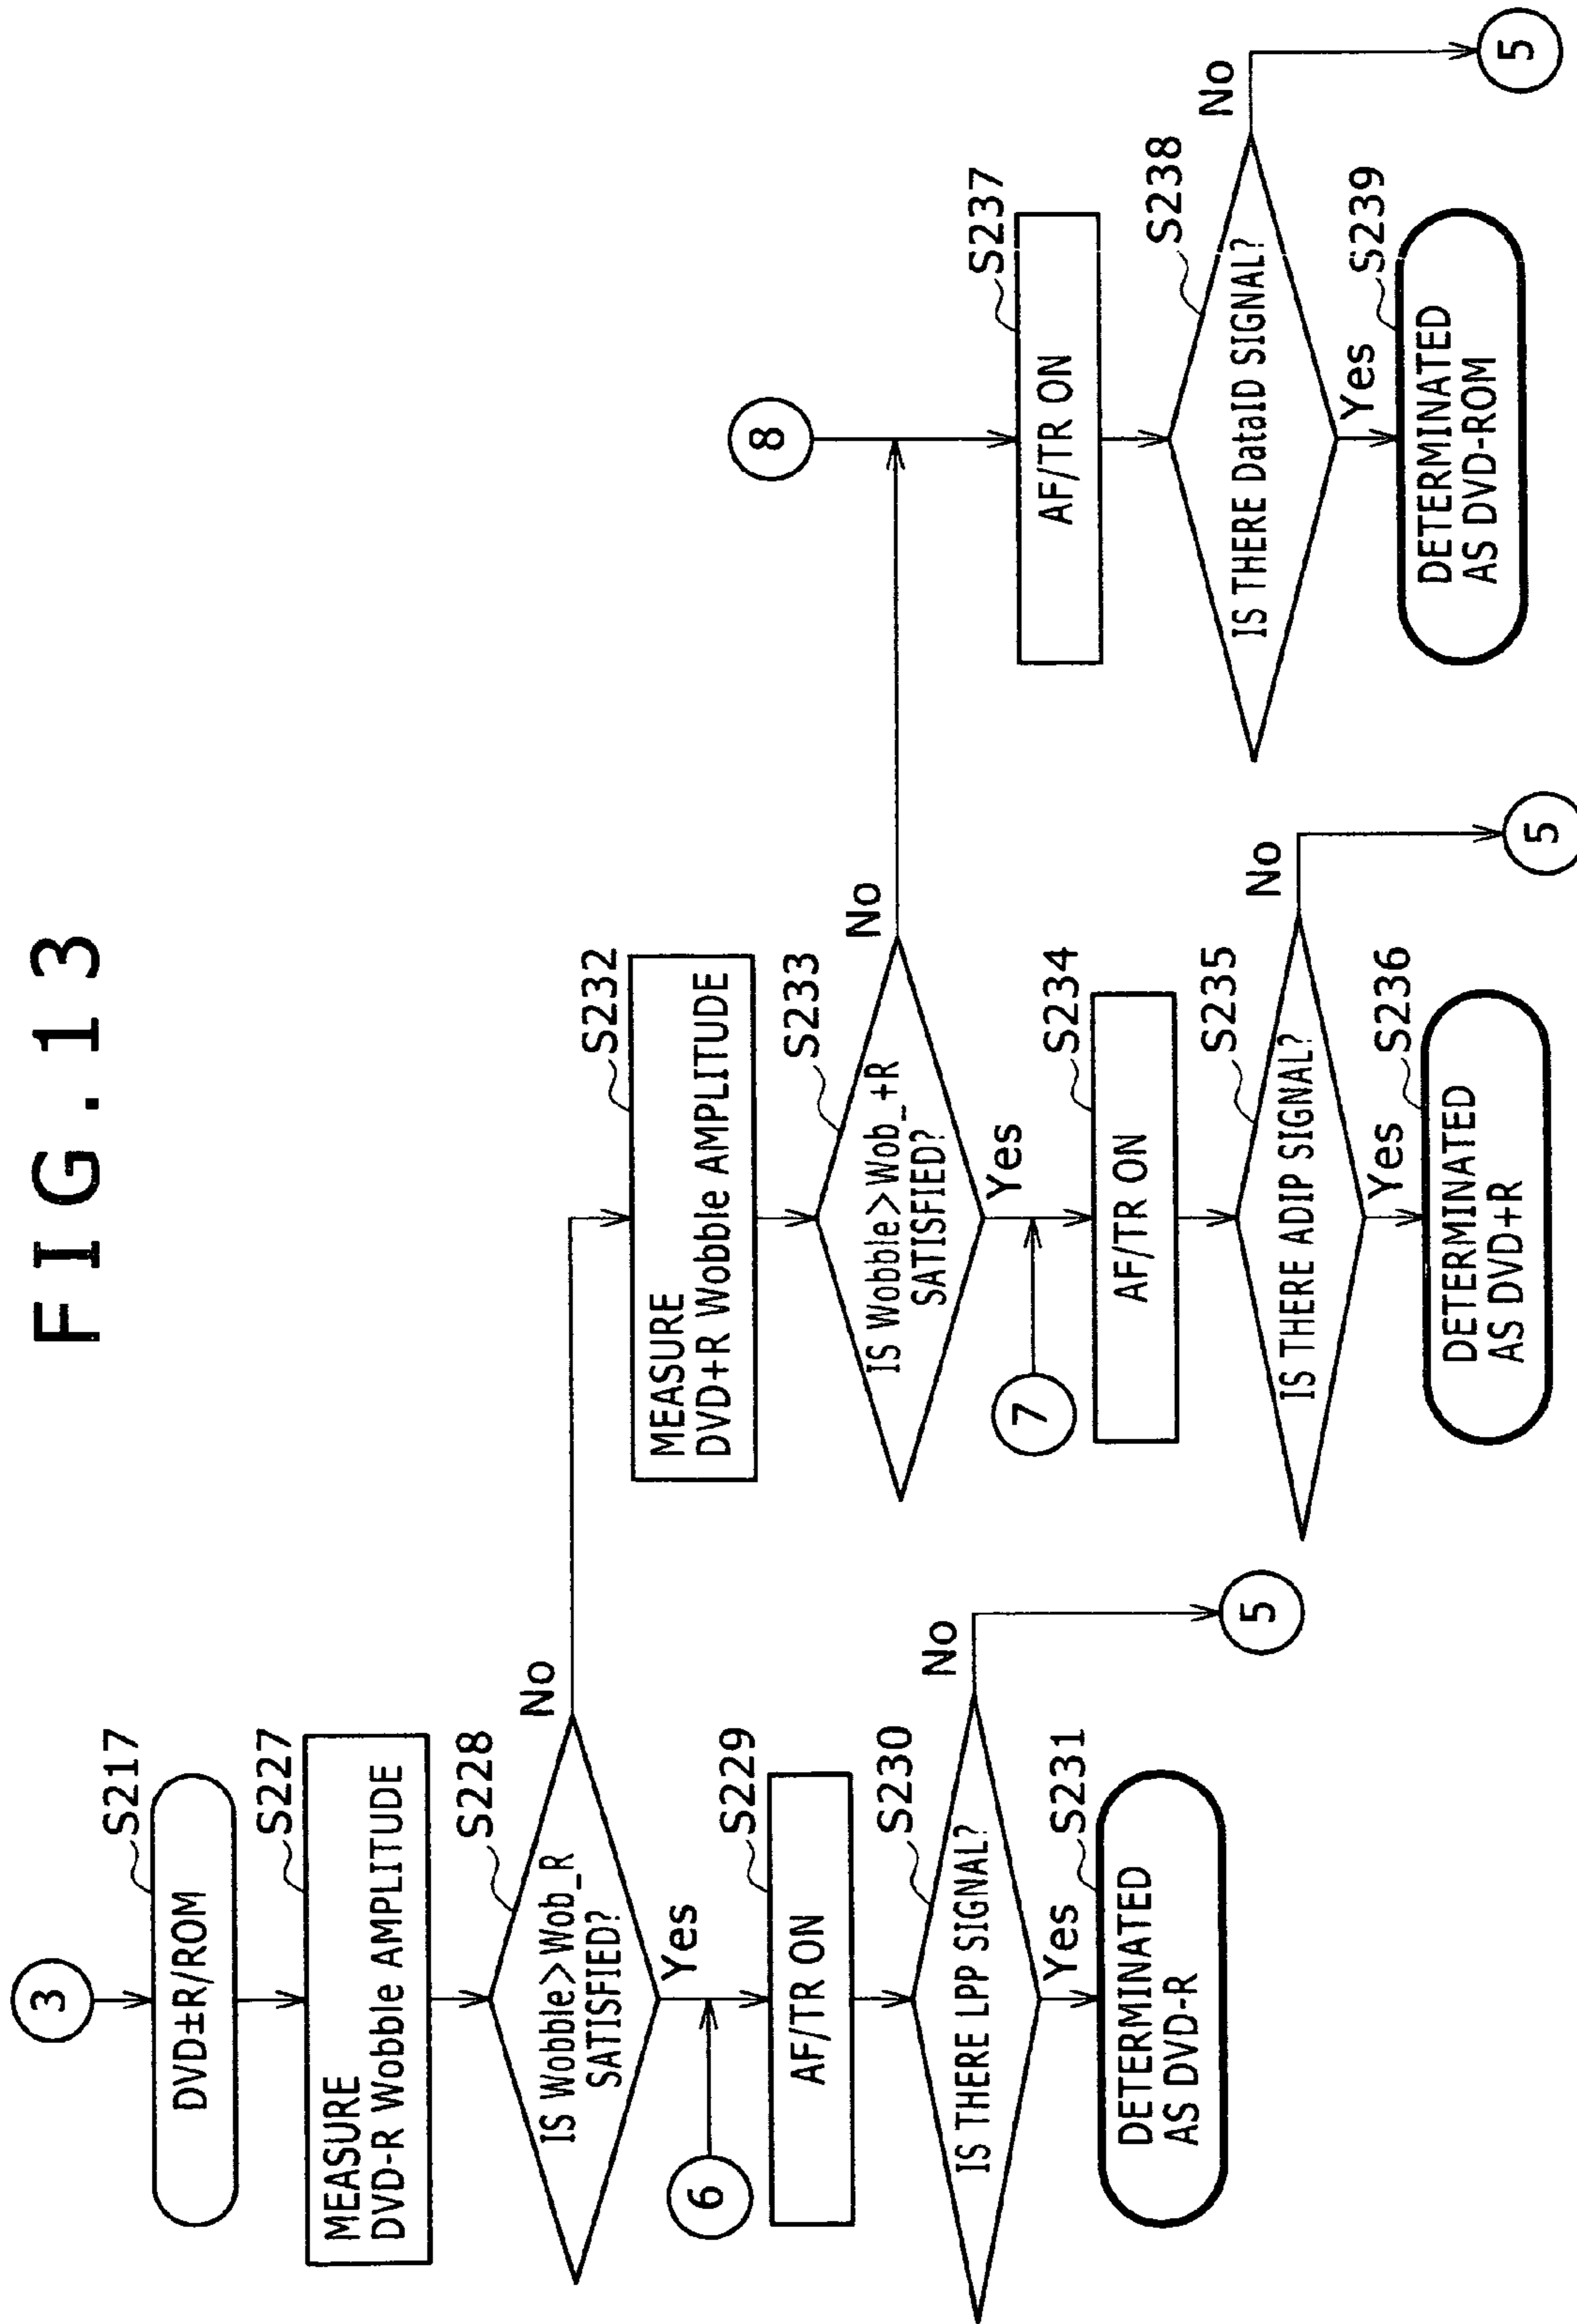 FIG.13
3
S217
DVD±R/ROM
S227
MEASURE
DVD-R Wobble AMPLITUDE
S228
IS Wobble>Wob_R
SATISFIED?
No
Yes
6
S229
AF/TR ON
S230
IS THERE LPP SIGNAL?
No
Yes
5
S231
DETERMINATED
AS DVD-R
S232
MEASURE
DVD+R Wobble AMPLITUDE
S233
IS Wobble>Wob_+R
SATISFIED?
No
Yes
7
S234
AF/TR ON
S235
IS THERE ADIP SIGNAL?
No
Yes
5
S236
DETERMINATED
AS DVD+R
8
S237
AF/TR ON
S238
IS THERE DataID SIGNAL?
No
Yes
5
S239
DETERMINATED
AS DVD-ROM